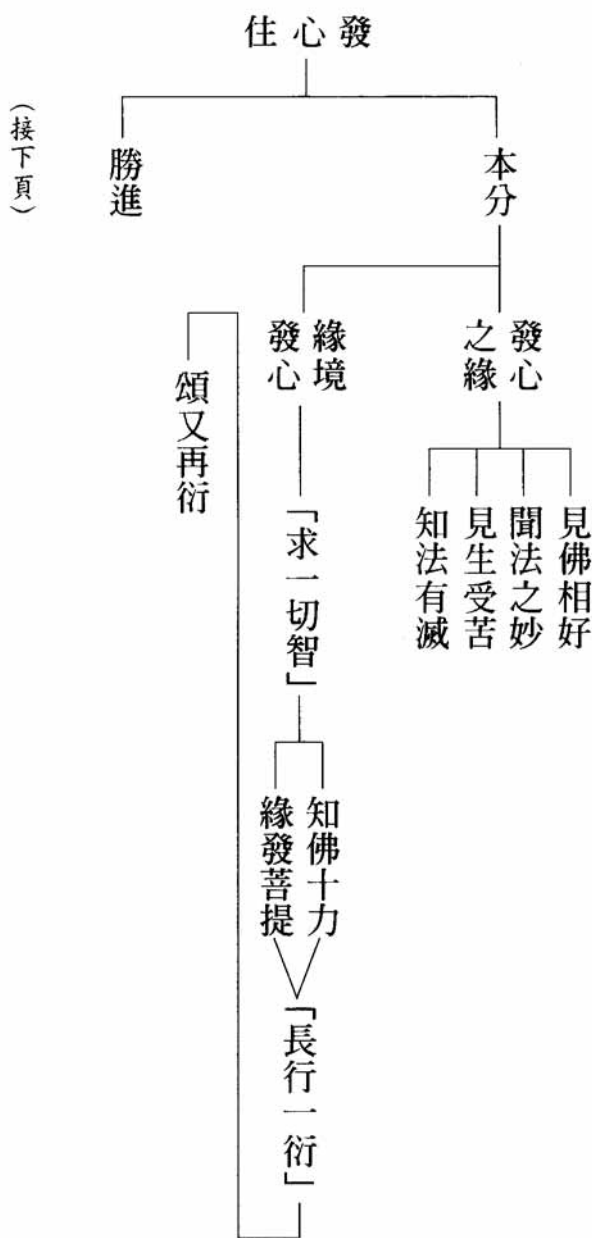 發心住
本分
發心
之緣
見佛相好
聞法之妙
見生受苦
知法有滅
緣境
發心
「求一切智」
知佛十力
緣發菩提
「長行一衍」
頌又再衍
勝進
（接下頁）